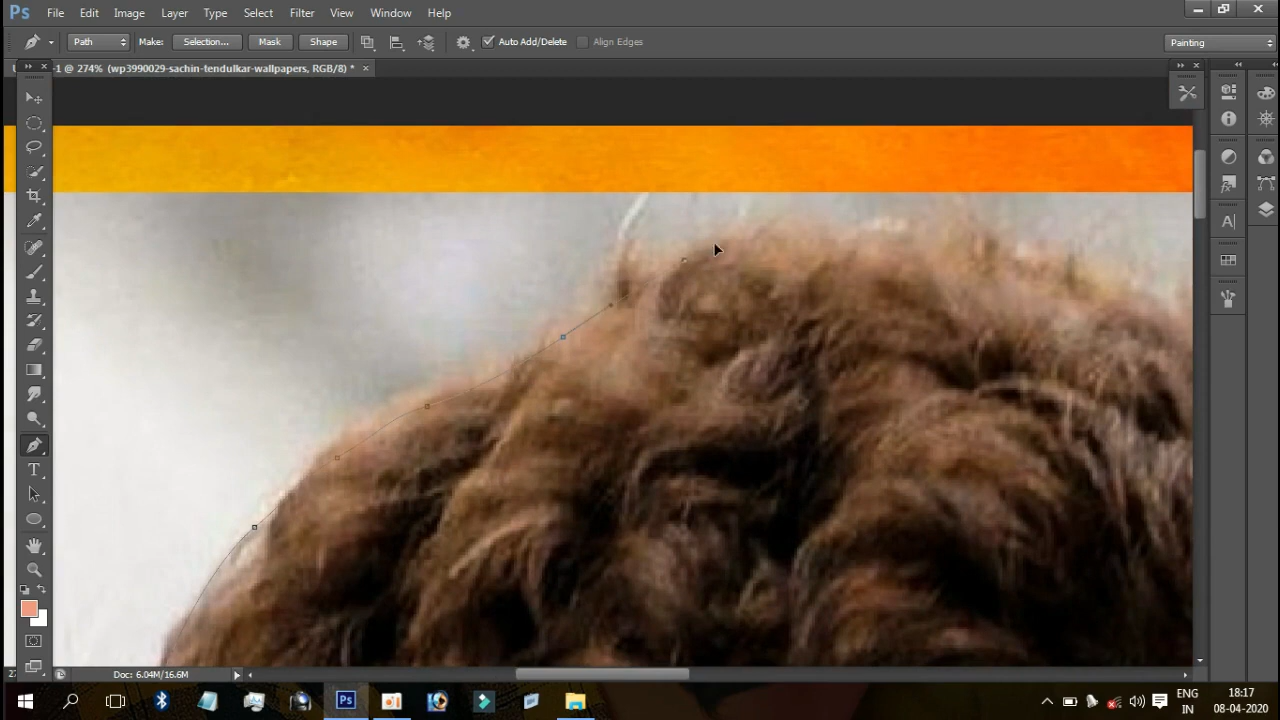 Ps File Edit Image Layer Type Select Filter View Window Help
Path Make: Selection... Mask Shape Auto Add/Delete Align Edges Painting
-1 @ 274% (wp3990029-sachin-tendulkar-wallpapers, RGB/8) * ×
A
T
Doc: 6.04M/16.6M
Ps ENG 18:17
IN 08-04-2020